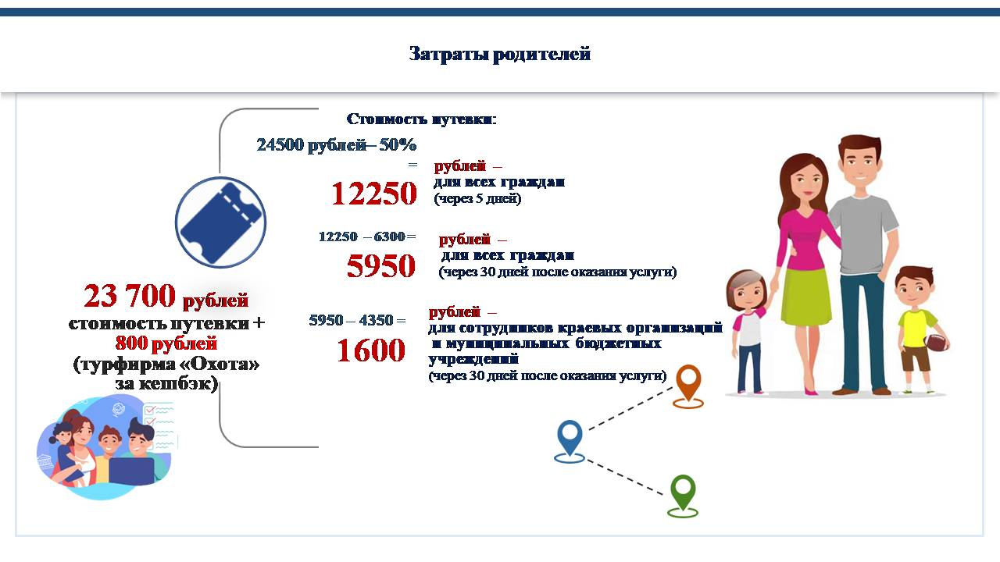 Затраты родителей
Стоимость путевки:
24500 рублей– 50%
=
12250
рублей –
для всех граждан
(через 5 дней)
12250 – 6300=
5950
рублей –
для всех граждан
(через 30 дней после оказания услуги)
5950 – 4350 =
1600
рублей –
для сотрудников краевых организаций
и муниципальных бюджетных
учреждений
(через 30 дней после оказания услуги)
23 700 рублей
стоимость путевки +
800 рублей
(турфирма «Охота»
за кешбэк)